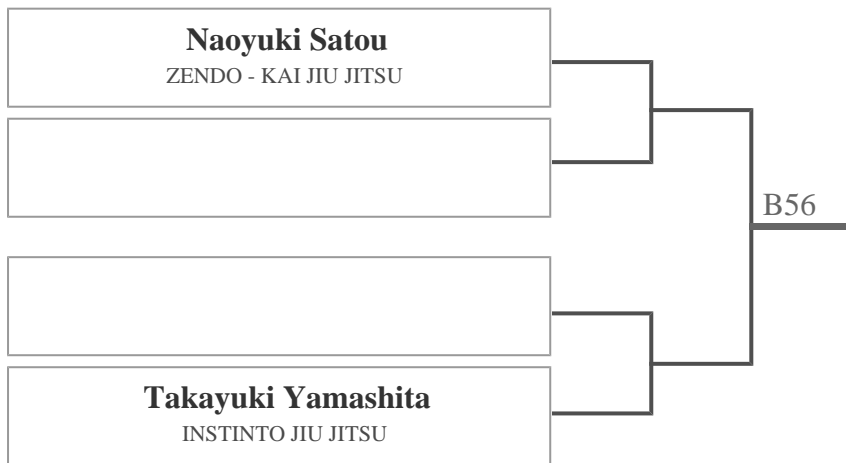 Naoyuki Satou
ZENDO - KAI JIU JITSU
B56
Takayuki Yamashita
INSTINTO JIU JITSU